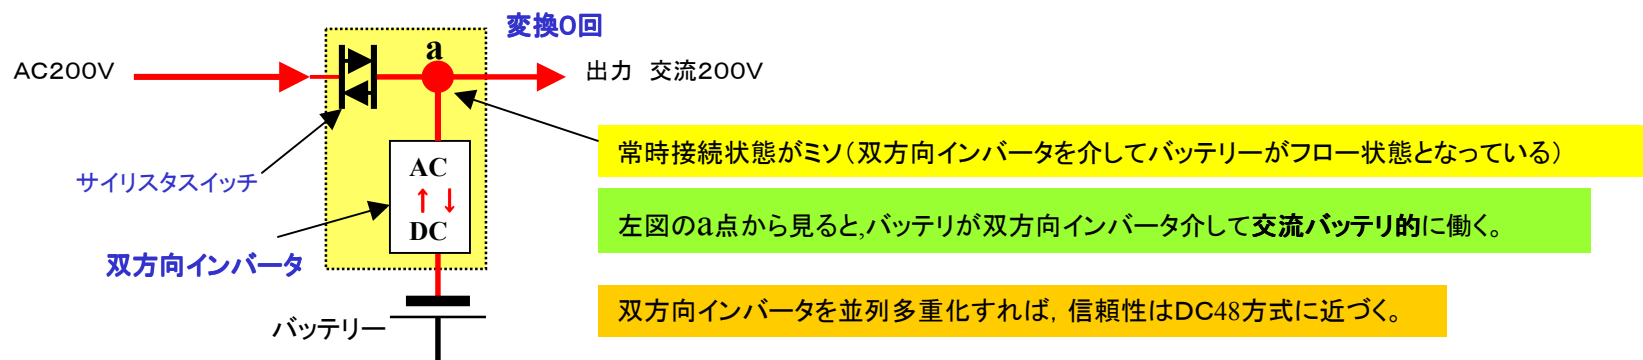 変換0回
a
AC200V
出力 交流200V
常時接続状態がミソ(双方向インバータを介してバッテリーがフロー状態となっている)
AC
サイリスタスイッチ
↑ ↓
左図のa点から見ると,バッテリが双方向インバータ介して交流バッテリ的に働く。
DC
双方向インバータ
双方向インバータを並列多重化すれば, 信頼性はDC48方式に近づく。
バッテリー